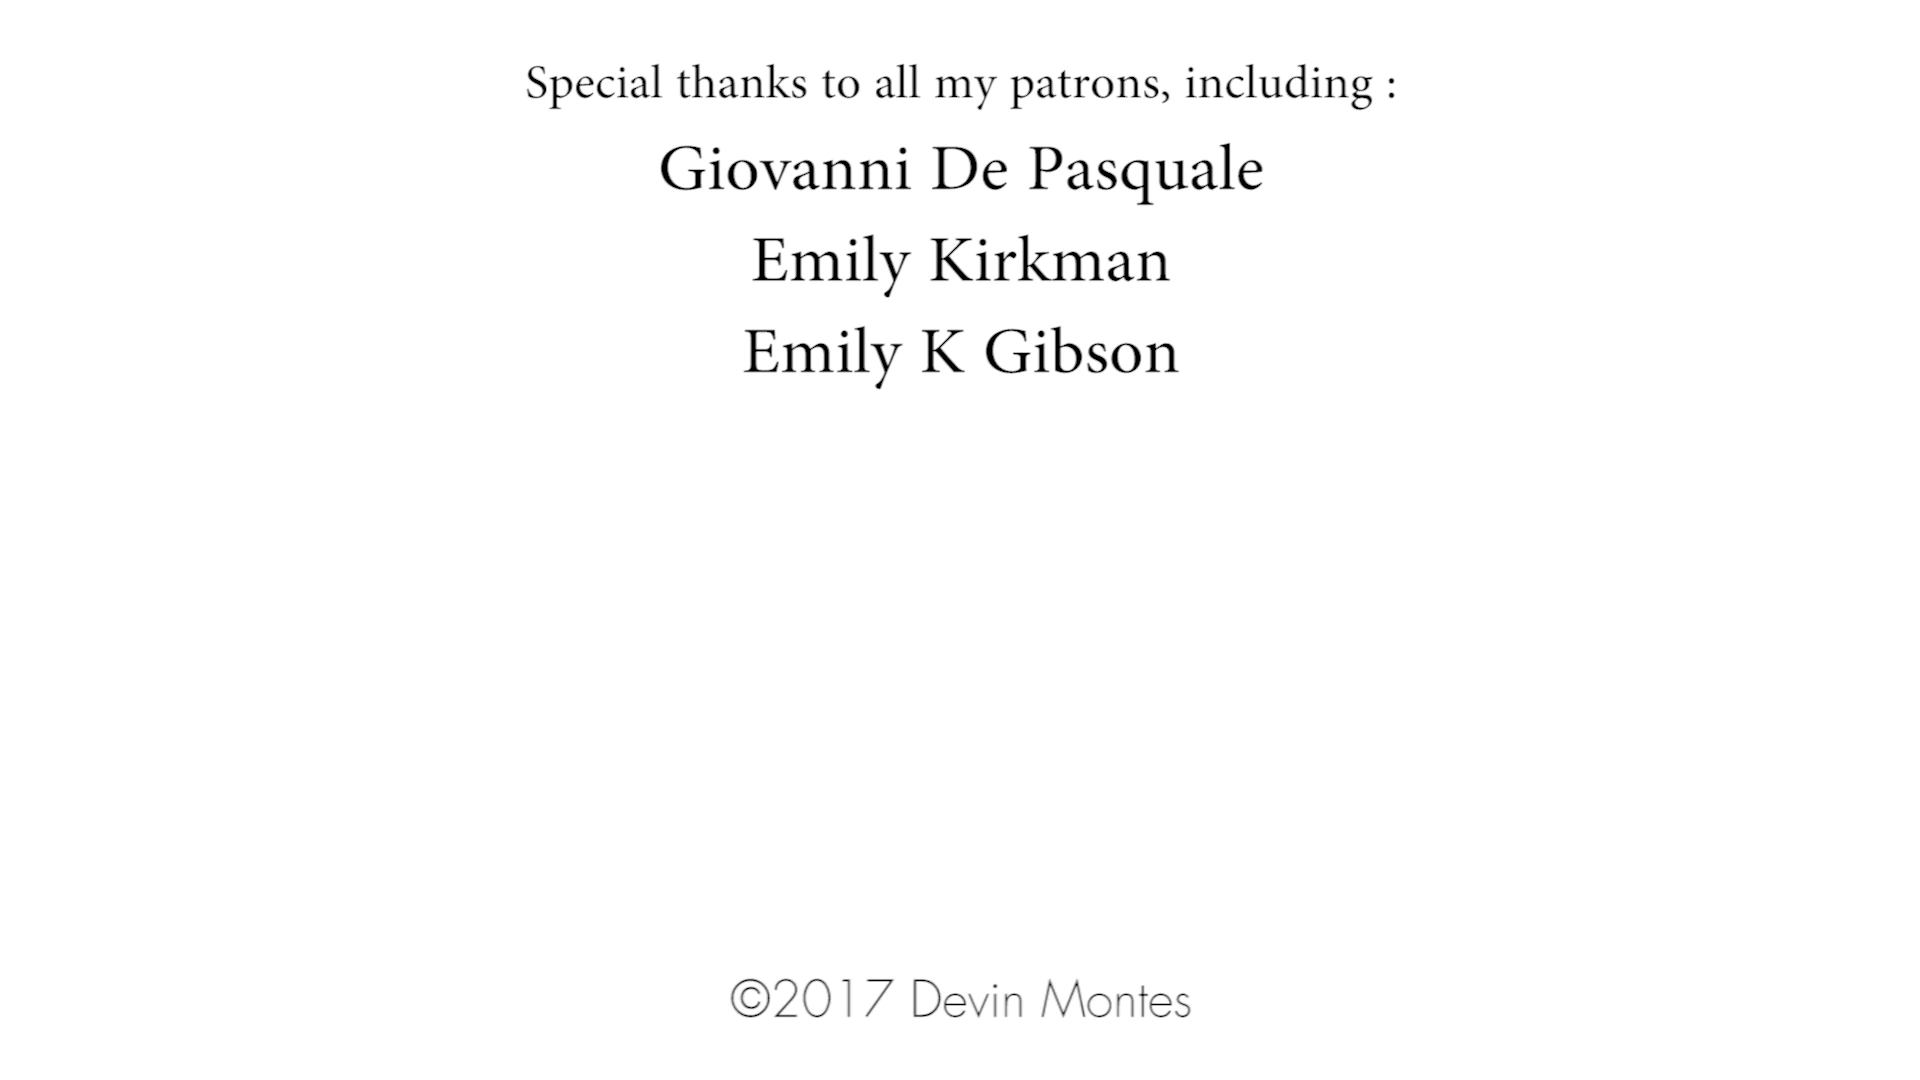 Special thanks to all my patrons, including :
Giovanni De Pasquale
Emily Kirkman
Emily K Gibson
©2017 Devin Montes